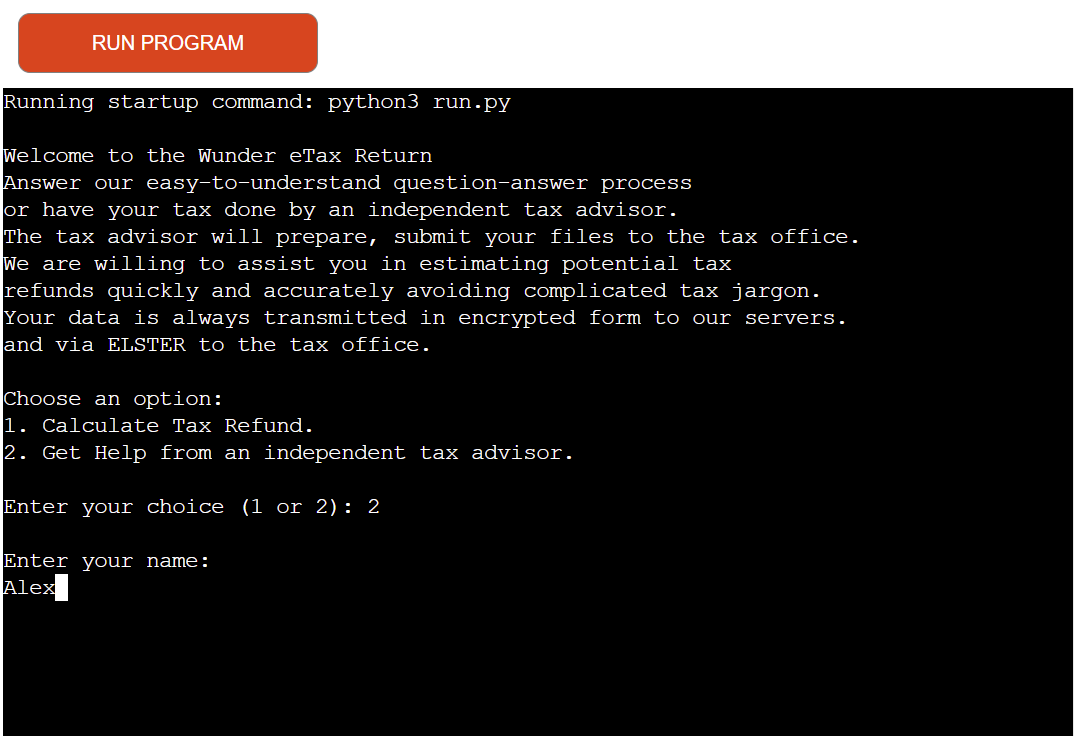 RUN PROGRAM
Running startup command: python3 run.py
Welcome to the Wunder eTax Return
Answer our easy-to-understand question-answer process
or have your tax done by an independent tax advisor.
The tax advisor will prepare, submit your files to the tax office.
We are willing to assist you in estimating potential tax
refunds quickly and accurately avoiding complicated tax jargon.
Your data is always transmitted in encrypted form to our servers.
and via ELSTER to the tax office.
Choose an option:
1. Calculate Tax Refund.
2. Get Help from an independent tax advisor.
Enter your choice (1 or 2): 2
Enter your name:
Alex